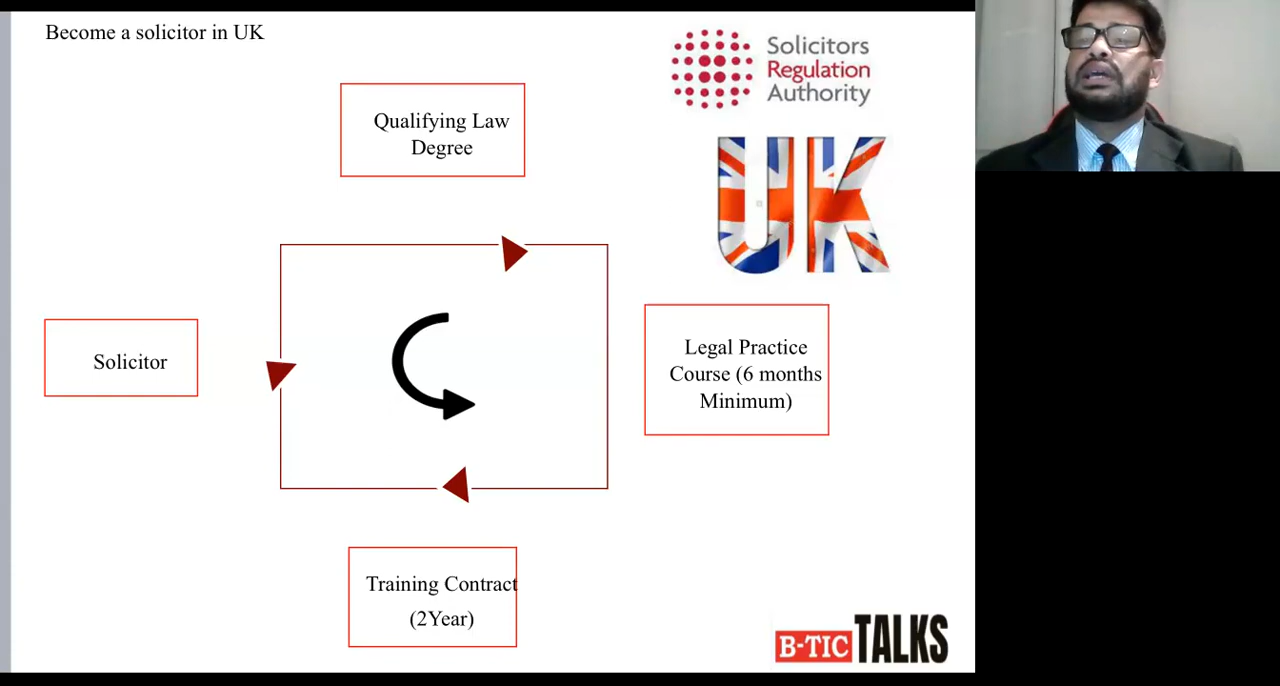 Become a solicitor in UK
Solicitors
Regulation
Authority
UK
Qualifying Law
Degree
Legal Practice
Course (6 months
Minimum)
Solicitor
Training Contract
(2Year)
B-TIC TALKS